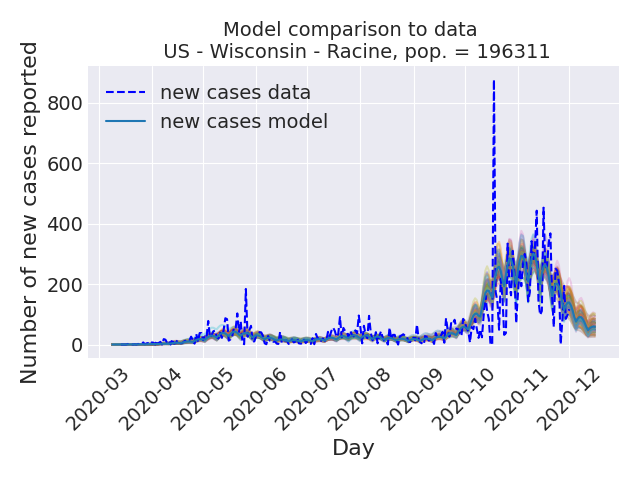 Model comparison to data
US - Wisconsin - Racine, pop. = 196311
Number of new cases reported
800
600
400
200
0
new cases data
new cases model
2020-03
2020-04
2020-05
2020-06
2020-07
2020-08
2020-09
2020-10
2020-11
2020-12
Day